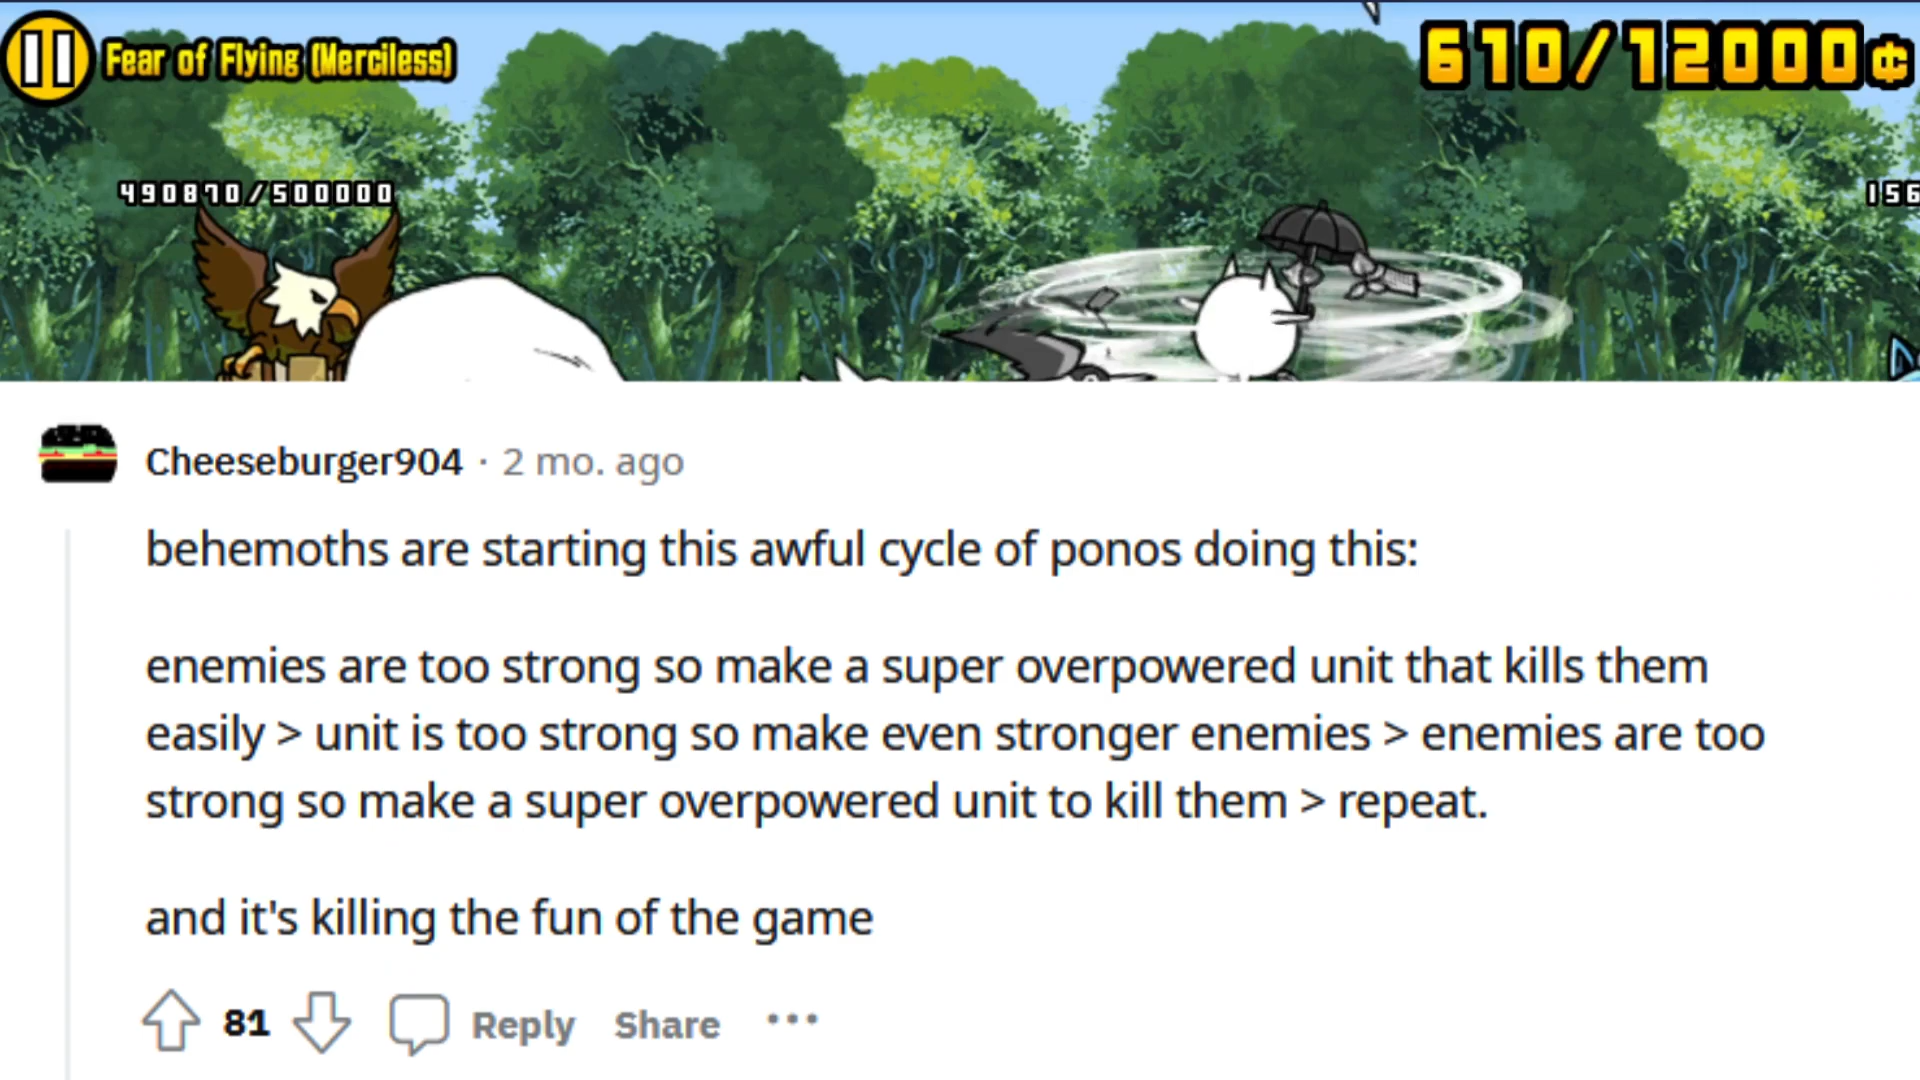 Fear of Flying (Merciless)
610/12000¢
490870/500000
156
Cheeseburger904 · 2 mo. ago
behemoths are starting this awful cycle of ponos doing this:
enemies are too strong so make a super overpowered unit that kills them
easily > unit is too strong so make even stronger enemies > enemies are too
strong so make a super overpowered unit to kill them > repeat.
and it's killing the fun of the game
81 Reply Share ···